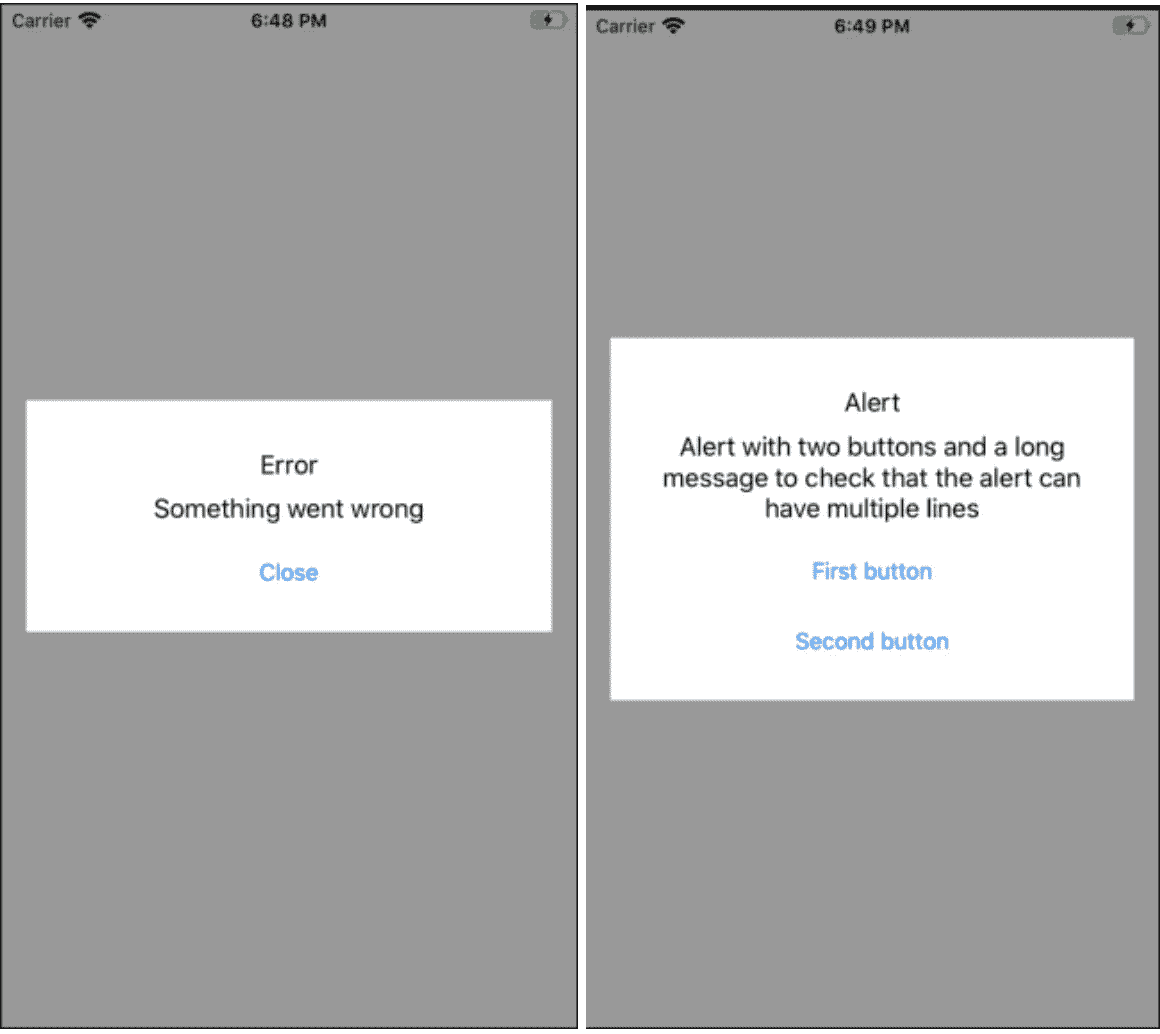 Carrier 6:48 PM
Error
Something went wrong
Close
Carrier 6:49 PM
Alert
Alert with two buttons and a long
message to check that the alert can
have multiple lines
First button
Second button